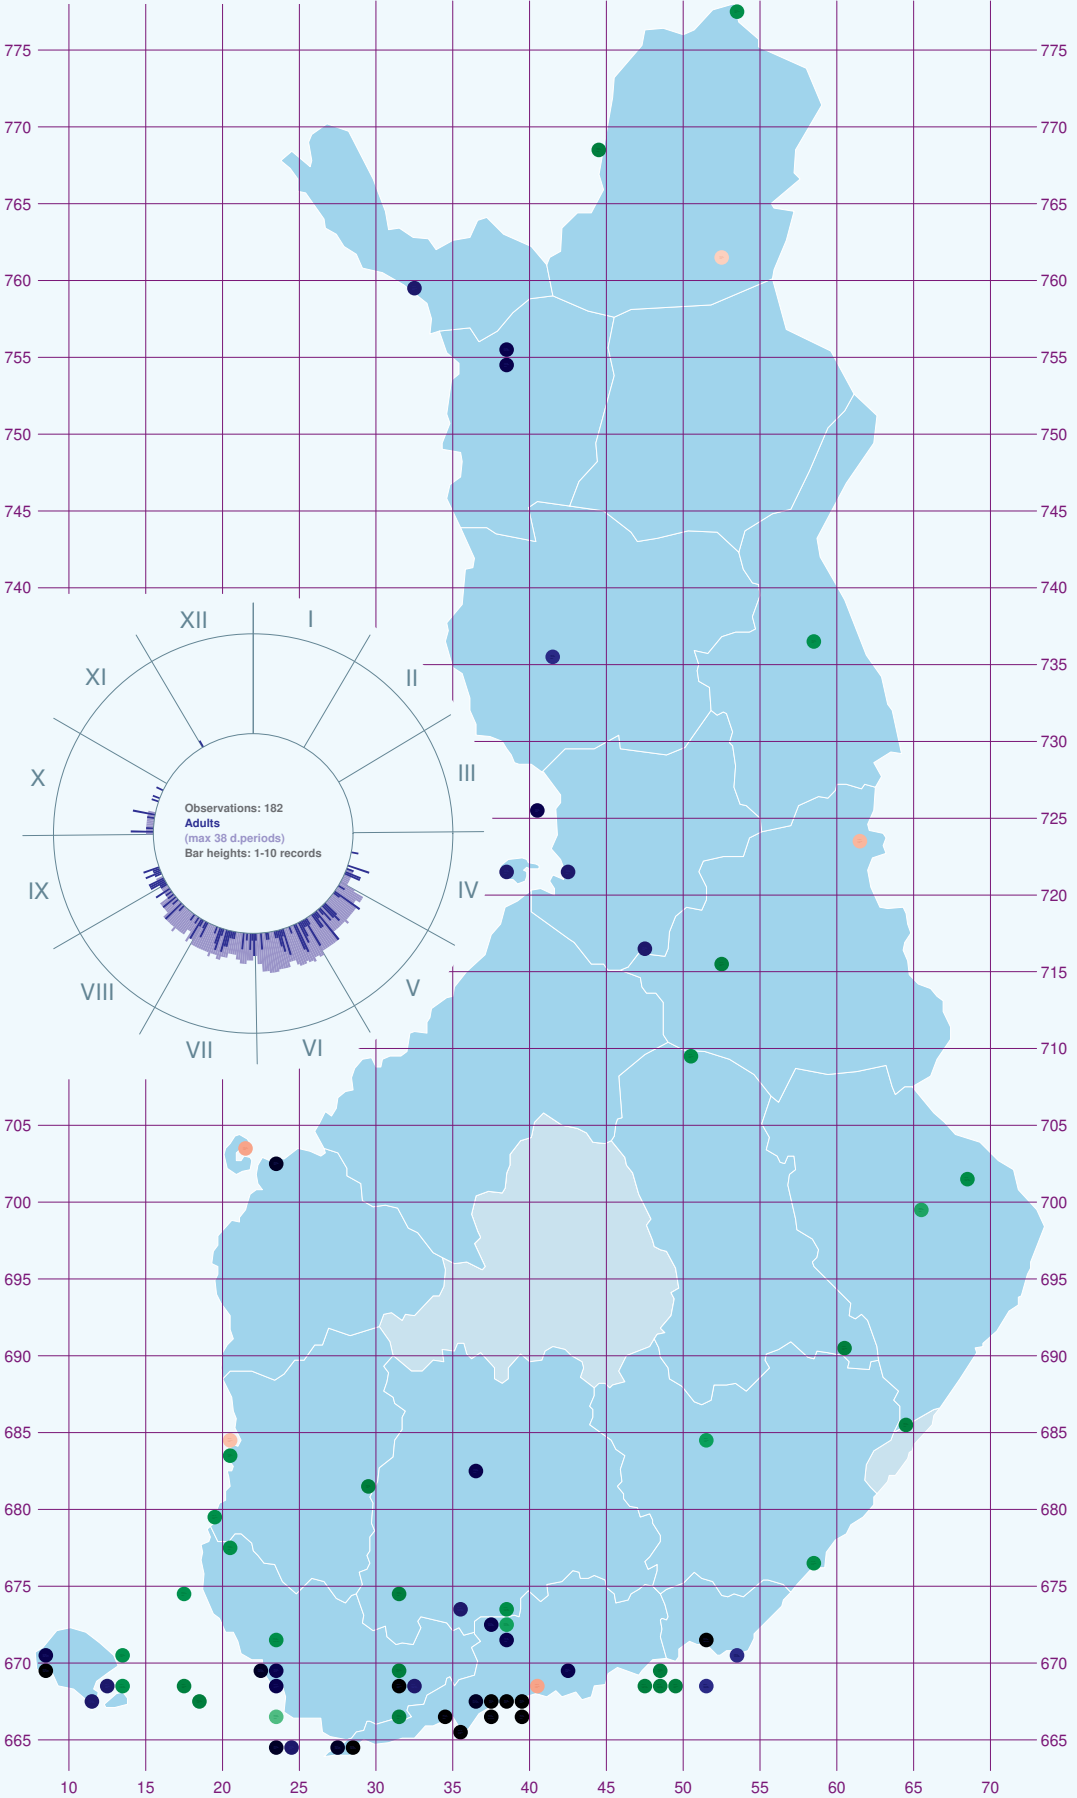 775 775
770 770
765 765
760 760
755 755
750 750
745 745
740 740
XII I
XI II
735
730
X III
725
Observations: 182
Adults
(max 38 d.periods)
Bar heights: 1-10 records
IX IV
720
VIII V
715
VII VI
710
705 705
700 700
695 695
690 690
685 685
680 680
675 675
670 670
665 665
10 15 20 25 30 35 40 45 50 55 60 65 70